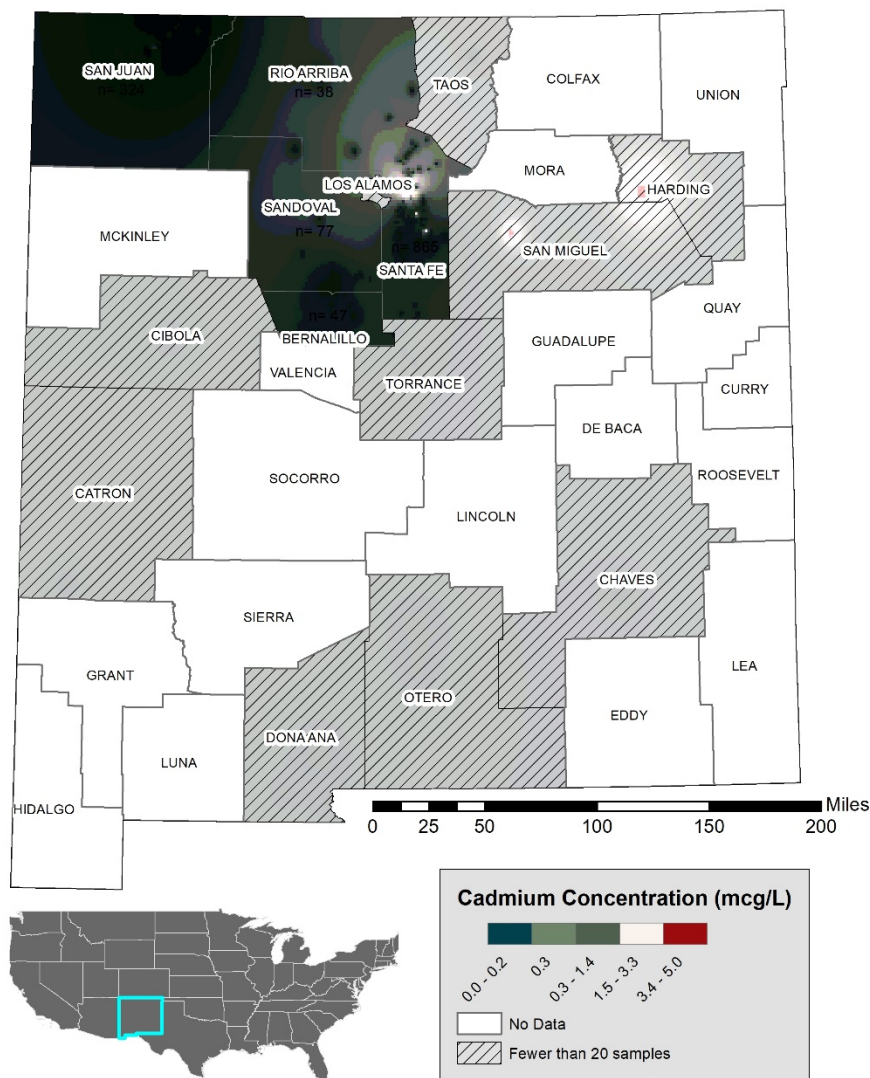 SAN JUAN
n= 324
RIO ARRIBA
n= 38
TAOS
COLFAX
UNION
MORA
HARDING
LOS ALAMOS
SANDOVAL
n= 77
MCKINLEY
n= 865
SANTA FE
SAN MIGUEL
QUAY
n= 47
BERNALILLO
CIBOLA
VALENCIA
TORRANCE
GUADALUPE
CURRY
DE BACA
ROOSEVELT
CATRON
SOCORRO
LINCOLN
CHAVES
SIERRA
GRANT
LEA
OTERO
EDDY
DONA ANA
LUNA
HIDALGO
Miles
0 25 50 100 150 200
Cadmium Concentration (mcg/L)
0.0 - 0.2
0.3
0.3 - 1.4
1.5 - 3.3
3.4 - 5.0
No Data
Fewer than 20 samples